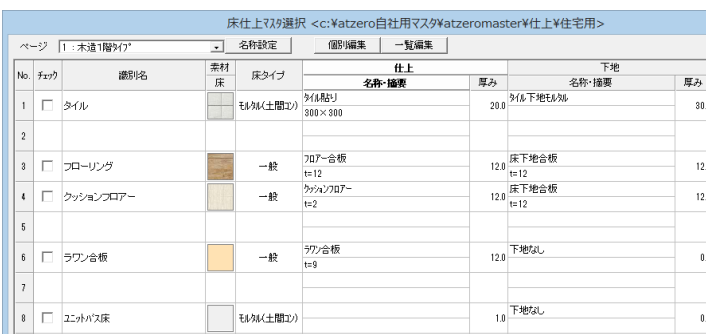 床仕上マスタ選択 <c:¥atzero自社用マスタ¥atzeromaster¥仕上¥住宅用>
ページ 1 : 木造1階タイプ 名称設定 個別編集 一覧編集
No. チェック 識別名 素材 床 床タイプ 仕上 名称・摘要 厚み 下地 名称・摘要 厚み
1 タイル モルタル(土間コン) タイル貼り 20.0 タイル下地モルタル 30.
300×300
2
3 フローリング 一般 フロアー合板 12.0 床下地合板 12.
t=12 t=12
4 クッションフロアー 一般 クッションフロアー 12.0 床下地合板 12.
t=2 t=12
5
6 ラワン合板 一般 ラワン合板 12.0 下地なし 0.
t=9
7
8 ユニットバス床 モルタル(土間コン) 1.0 下地なし 0.